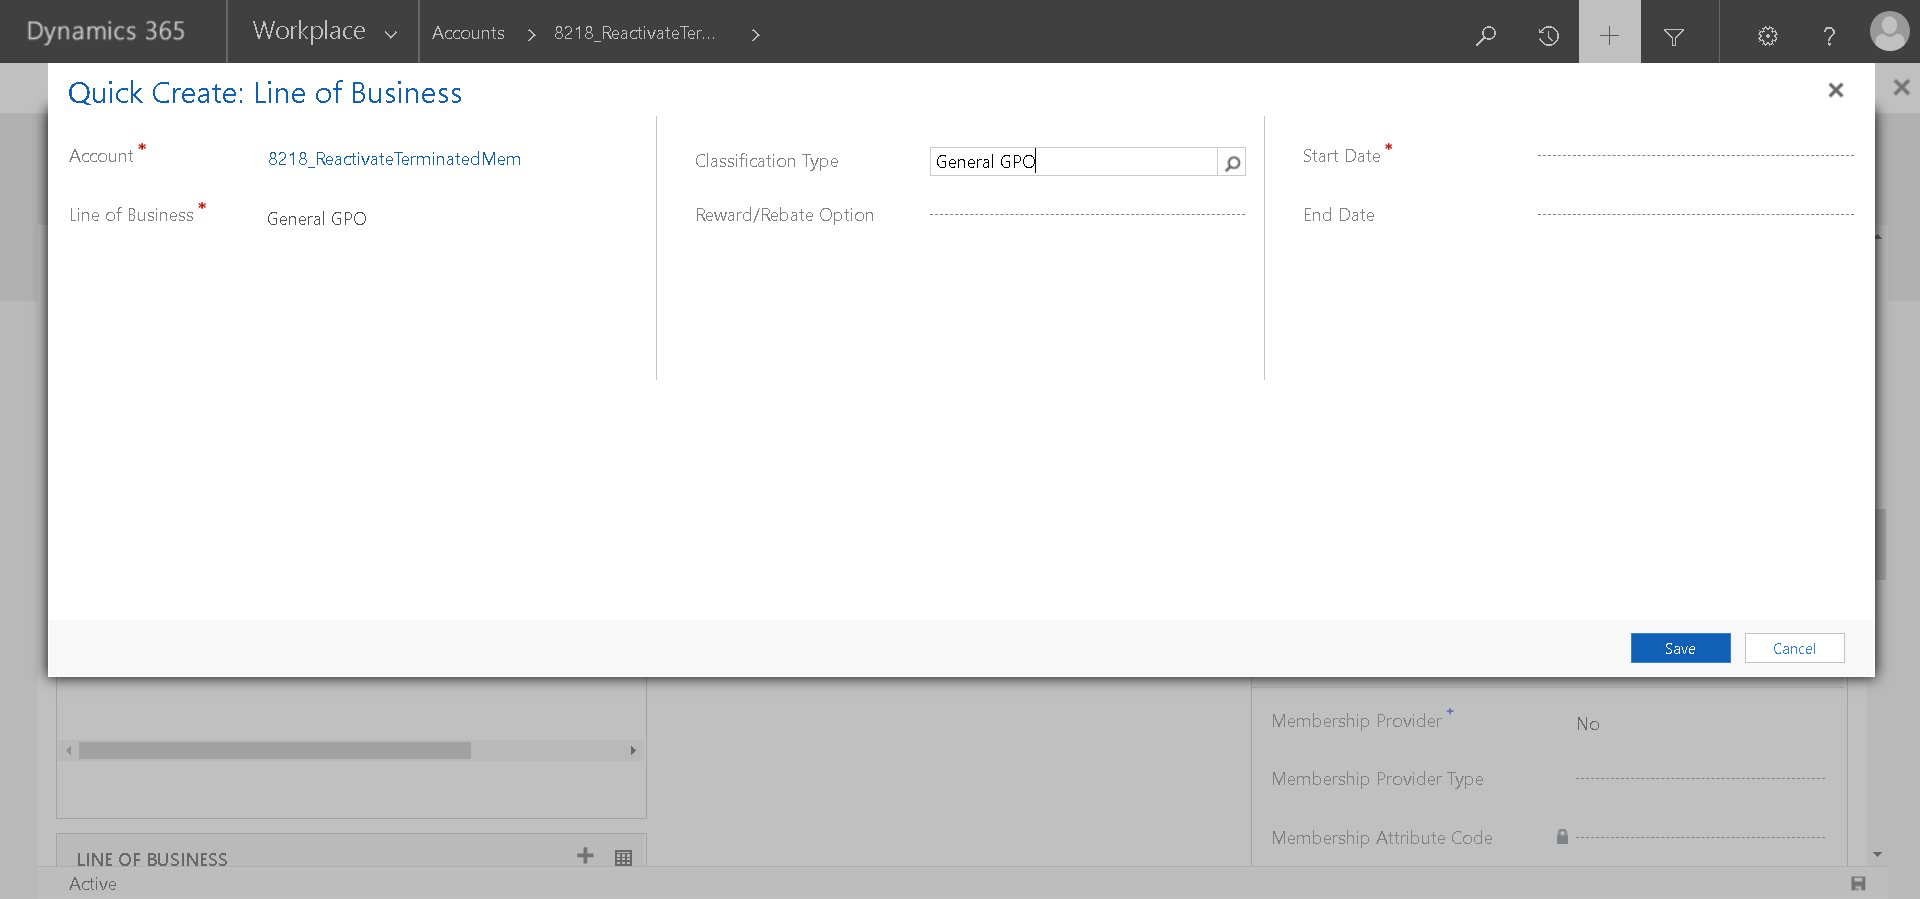 Dynamics 365
Workplace
Accounts
8218_ReactivateTer...
Quick Create: Line of Business
Account *
8218_ReactivateTerminatedMem
Line of Business *
General GPO
Classification Type
General GPO
Reward/Rebate Option
Start Date *
End Date
Save
Cancel
Membership Provider +
No
Membership Provider Type
Membership Attribute Code
LINE OF BUSINESS
Active